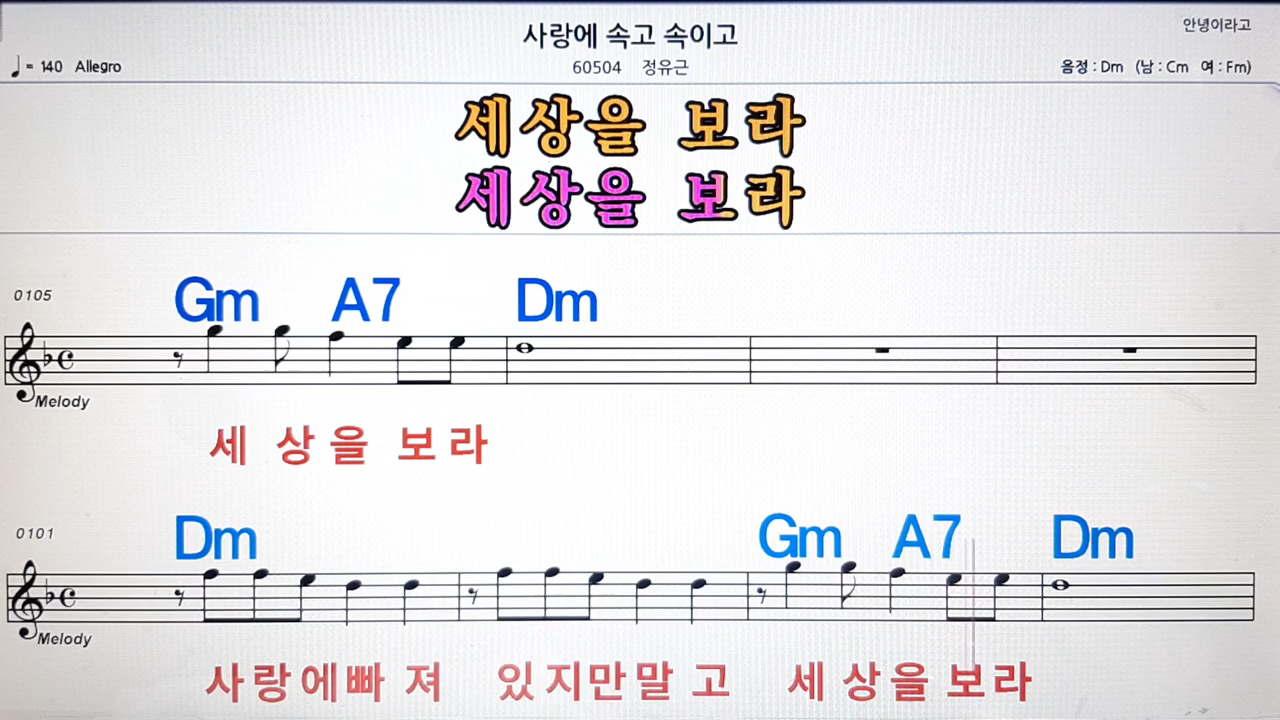 사랑에 속고 속이고
안녕이라고
♩= 140 Allegro
60504 정유근
음정 : Dm (남 : Cm 여 : Fm)
세상을 보라
세상을 보라
0105
Gm A7 Dm
Melody
세 상 을 보 라
0101
Dm Gm A7 Dm
Melody
사랑에빠 져 있지만말 고 세 상을 보라